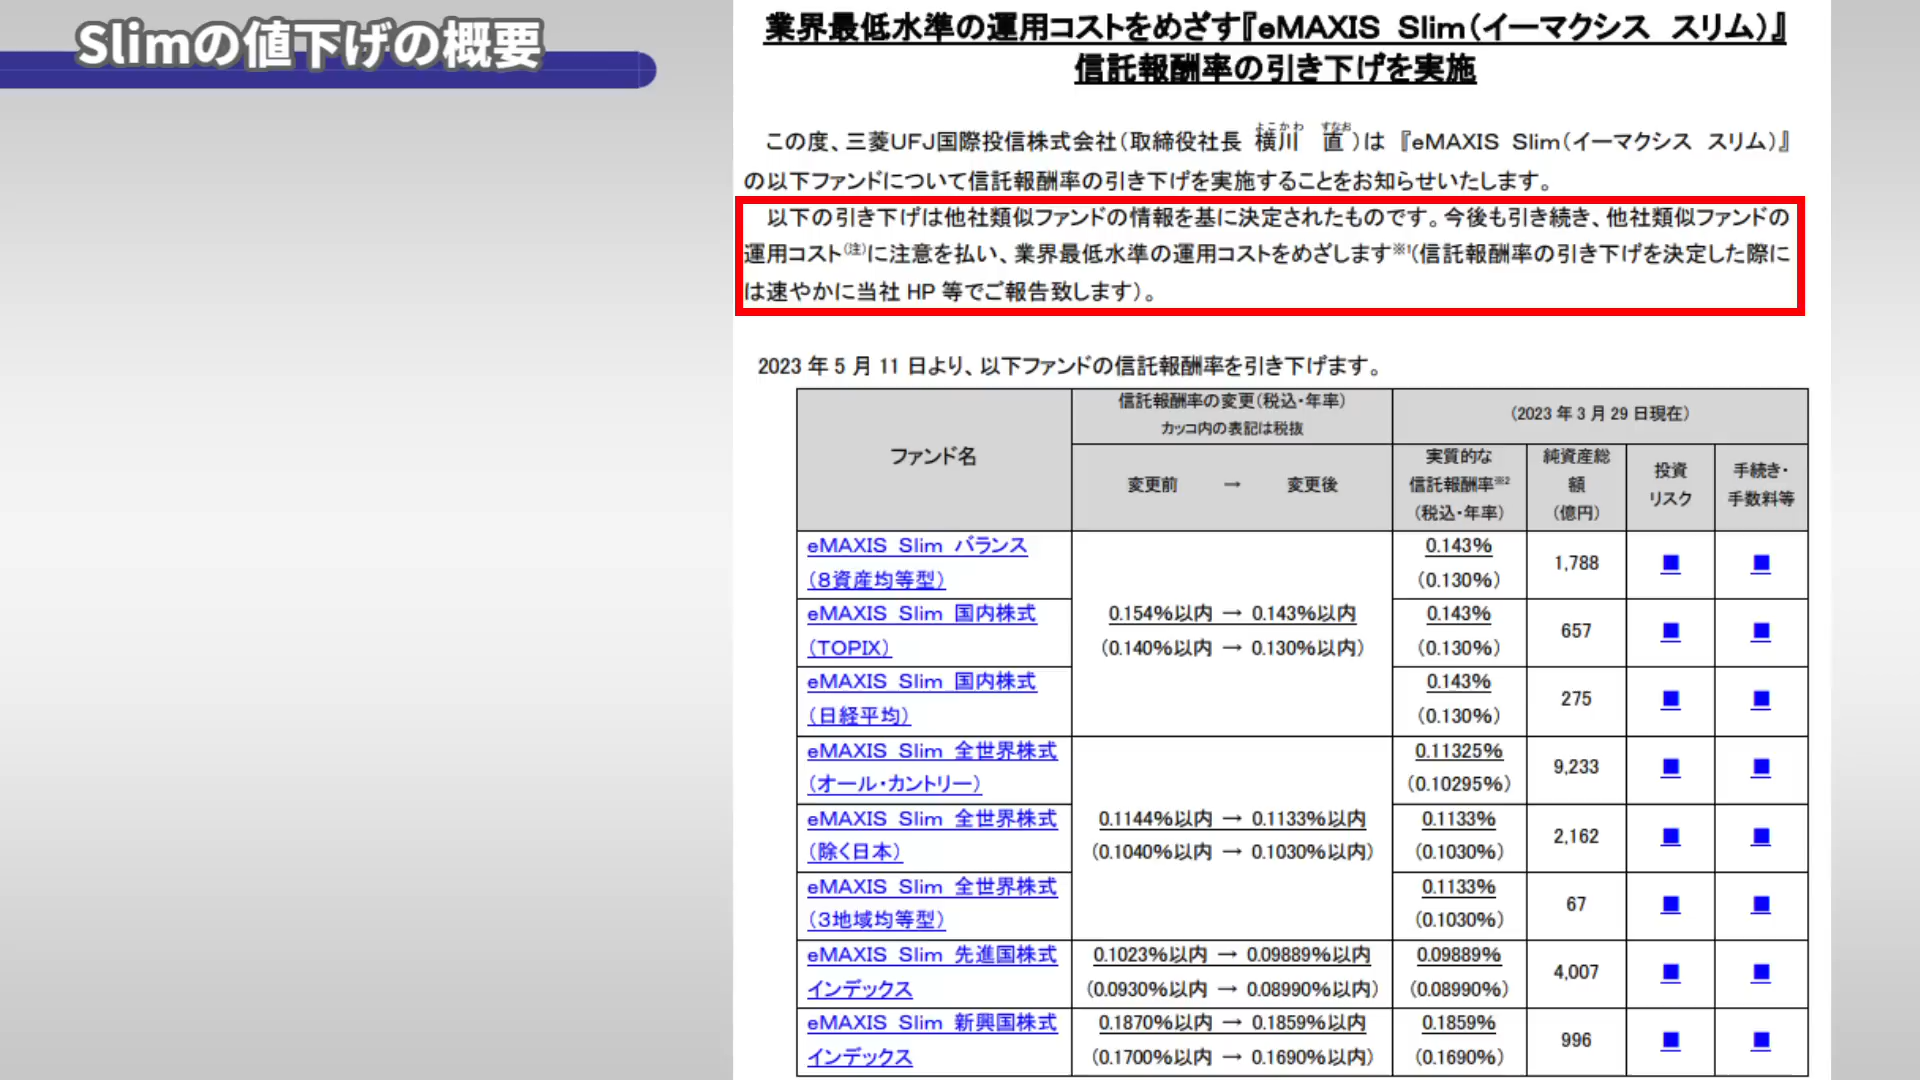 Slimの値下げの概要
業界最低水準の運用コストをめざす『eMAXIS Slim（イーマクシス スリム）』
信託報酬率の引き下げを実施
よこかわ すなお
この度、三菱UFJ国際投信株式会社（取締役社長 横川 直）は『eMAXIS Slim（イーマクシス スリム）』
の以下ファンドについて信託報酬率の引き下げを実施することをお知らせいたします。
以下の引き下げは他社類似ファンドの情報を基に決定されたものです。今後も引き続き、他社類似ファンドの
運用コスト（注）に注意を払い、業界最低水準の運用コストをめざします※1（信託報酬率の引き下げを決定した際に
は速やかに当社 HP 等でご報告致します）。
2023 年 5 月 11 日より、以下ファンドの信託報酬率を引き下げます。
ファンド名
信託報酬率の変更（税込・年率）
カッコ内の表記は税抜
（2023 年 3 月 29 日現在）
変更前 → 変更後
実質的な
信託報酬率※2
（税込・年率）
純資産総
額
（億円）
投資
リスク
手続き・
手数料等
eMAXIS Slim バランス
（8資産均等型）
0.143%
（0.130%）
1,788
■ ■
eMAXIS Slim 国内株式
（TOPIX）
0.154%以内 → 0.143%以内
（0.140%以内 → 0.130%以内）
0.143%
（0.130%）
657
■ ■
eMAXIS Slim 国内株式
（日経平均）
0.143%
（0.130%）
275
■ ■
eMAXIS Slim 全世界株式
（オール・カントリー）
0.11325%
（0.10295%）
9,233
■ ■
eMAXIS Slim 全世界株式
（除く日本）
0.1144%以内 → 0.1133%以内
（0.1040%以内 → 0.1030%以内）
0.1133%
（0.1030%）
2,162
■ ■
eMAXIS Slim 全世界株式
（3地域均等型）
0.1133%
（0.1030%）
67
■ ■
eMAXIS Slim 先進国株式
インデックス
0.1023%以内 → 0.09889%以内
（0.0930%以内 → 0.08990%以内）
0.09889%
（0.08990%）
4,007
■ ■
eMAXIS Slim 新興国株式
インデックス
0.1870%以内 → 0.1859%以内
（0.1700%以内 → 0.1690%以内）
0.1859%
（0.1690%）
996
■ ■